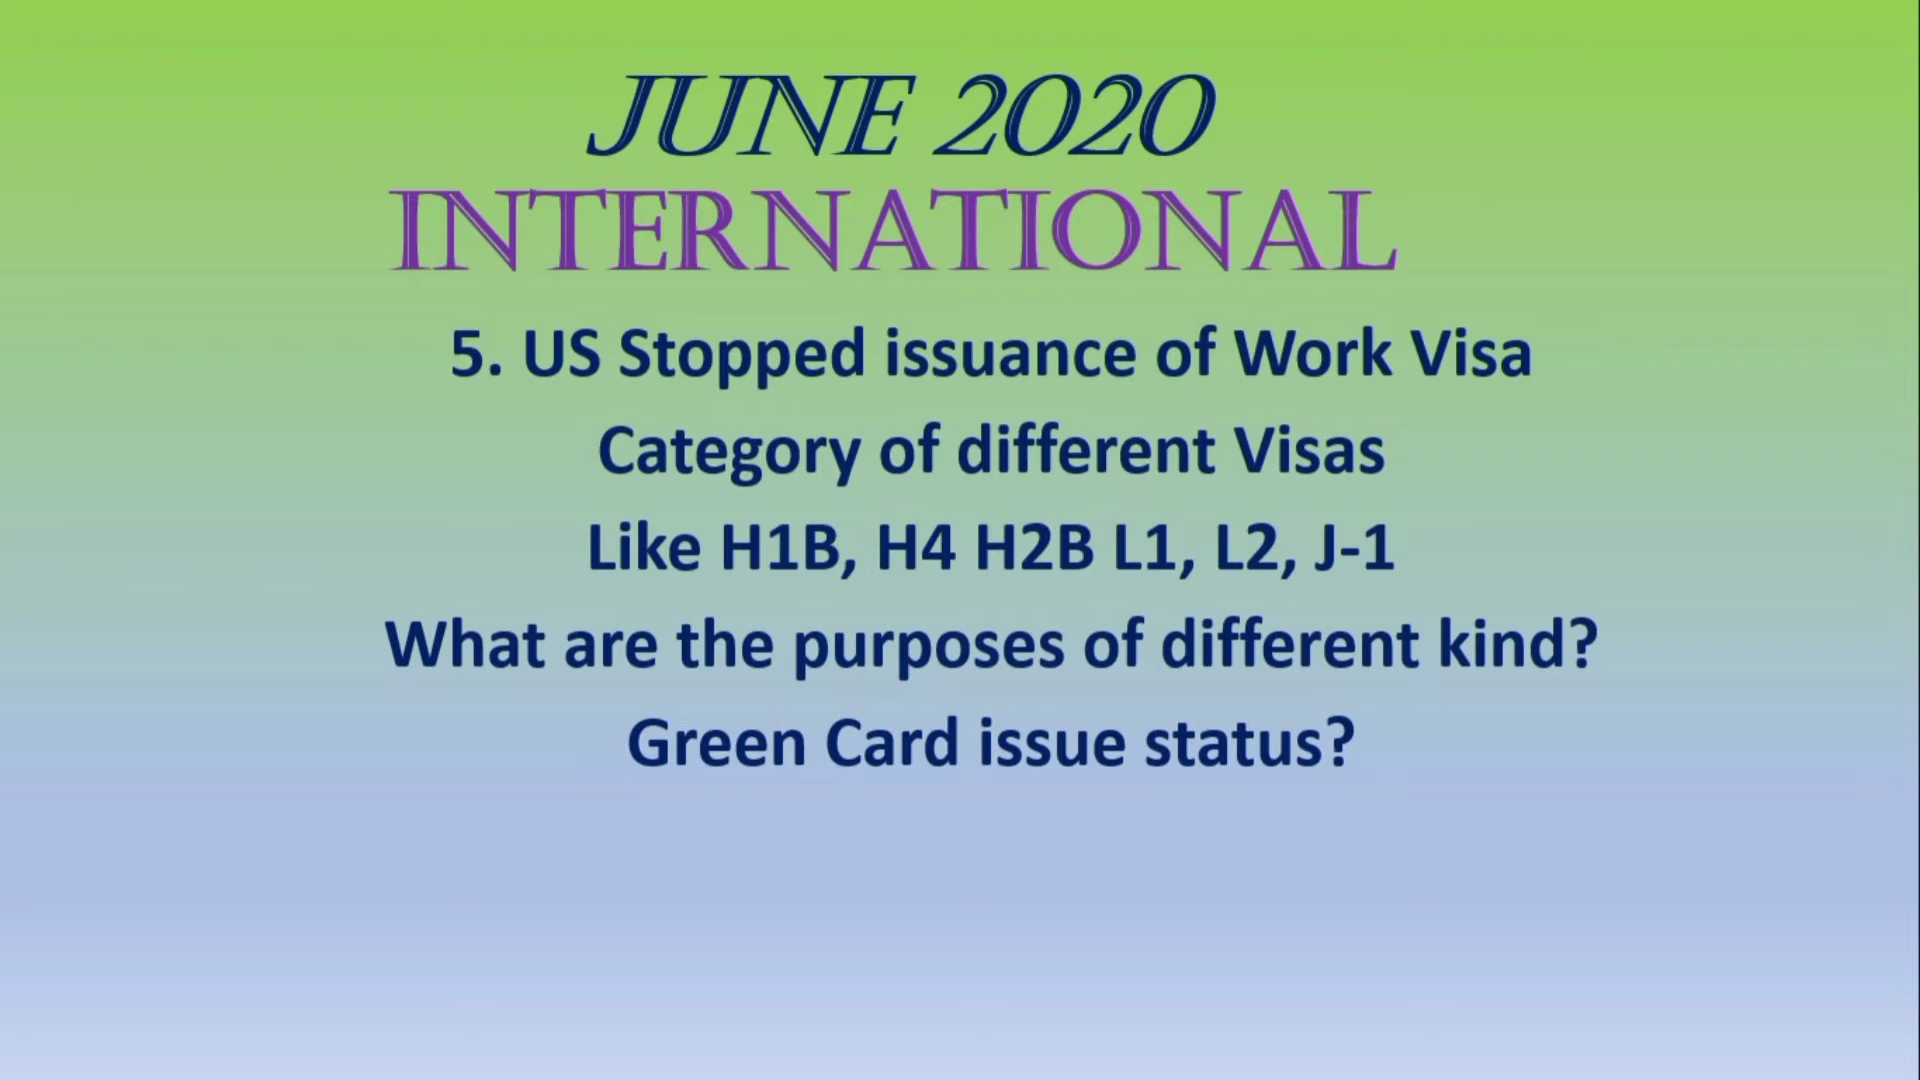 JUNE 2020
INTERNATIONAL
5. US Stopped issuance of Work Visa
Category of different Visas
Like H1B, H4 H2B L1, L2, J-1
What are the purposes of different kind?
Green Card issue status?